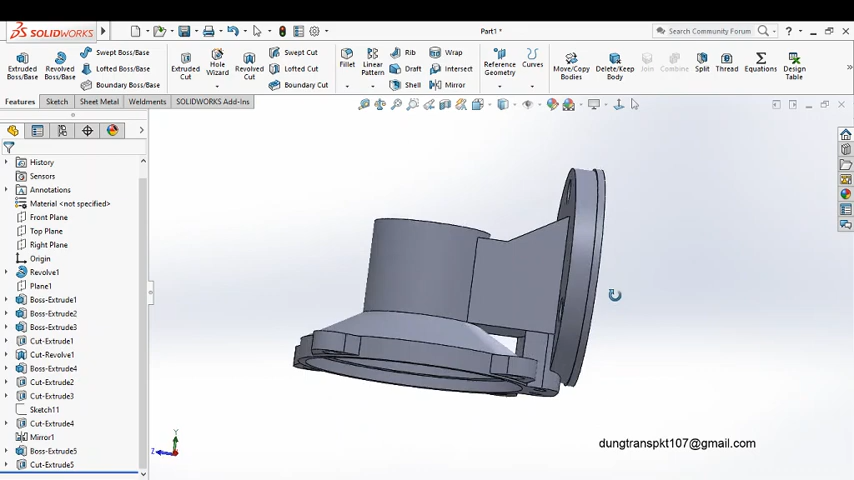 SOLIDWORKS
Part1 *
Search Community Forum
Extruded Boss/Base
Revolved Boss/Base
Swept Boss/Base
Lofted Boss/Base
Boundary Boss/Base
Extruded Cut
Hole Wizard
Revolved Cut
Swept Cut
Lofted Cut
Boundary Cut
Fillet
Linear Pattern
Rib
Draft
Shell
Wrap
Intersect
Mirror
Reference Geometry
Curves
Move/Copy Bodies
Delete/Keep Body
Join
Combine
Split
Thread
Equations
Design Table
Features
Sketch
Sheet Metal
Weldments
SOLIDWORKS Add-Ins
History
Sensors
Annotations
Material <not specified>
Front Plane
Top Plane
Right Plane
Origin
Revolve1
Plane1
Boss-Extrude1
Boss-Extrude2
Boss-Extrude3
Cut-Extrude1
Cut-Revolve1
Boss-Extrude4
Cut-Extrude2
Cut-Extrude3
Sketch11
Cut-Extrude4
Mirror1
Boss-Extrude5
Cut-Extrude5
Y
Z
dungtranspkt107@gmail.com